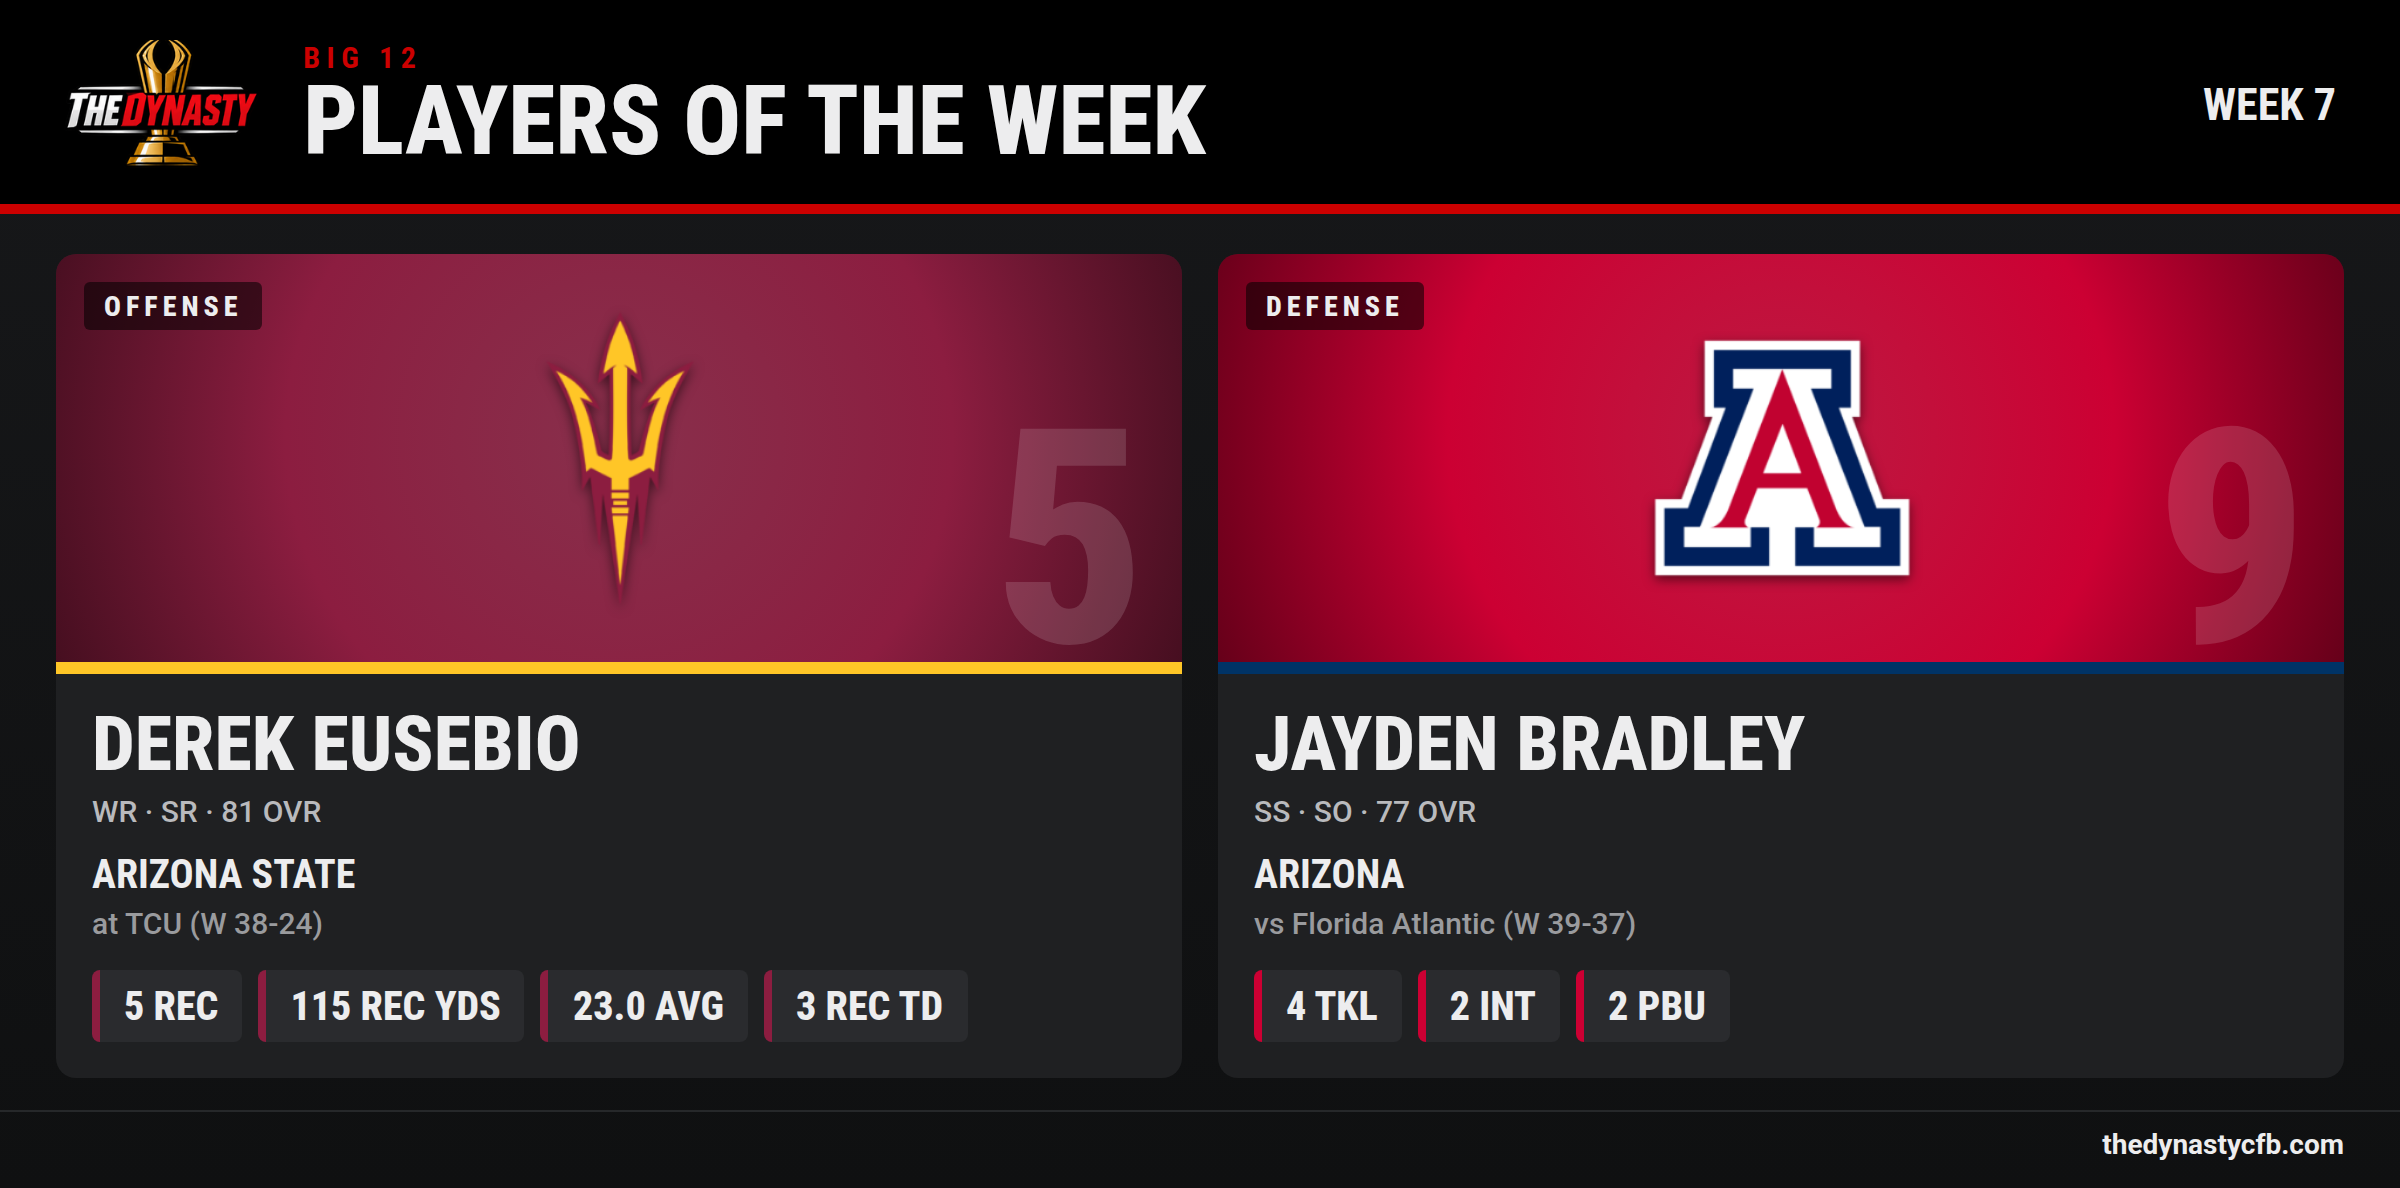 THE DYNASTY
BIG 12
PLAYERS OF THE WEEK
WEEK 7
OFFENSE
5
DEREK EUSEBIO
WR · SR · 81 OVR
ARIZONA STATE
at TCU (W 38-24)
5 REC
115 REC YDS
23.0 AVG
3 REC TD
DEFENSE
A
9
JAYDEN BRADLEY
SS · SO · 77 OVR
ARIZONA
vs Florida Atlantic (W 39-37)
4 TKL
2 INT
2 PBU
thedynastycfb.com